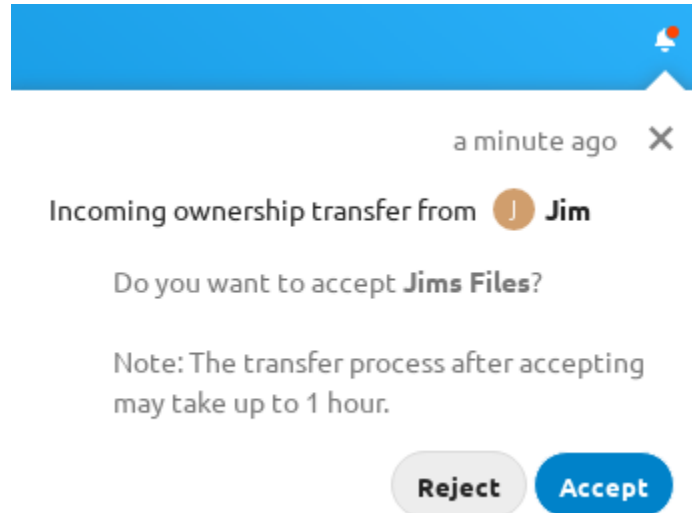 a minute ago
Incoming ownership transfer from J Jim
Do you want to accept Jims Files?
Note: The transfer process after accepting
may take up to 1 hour.
Reject Accept